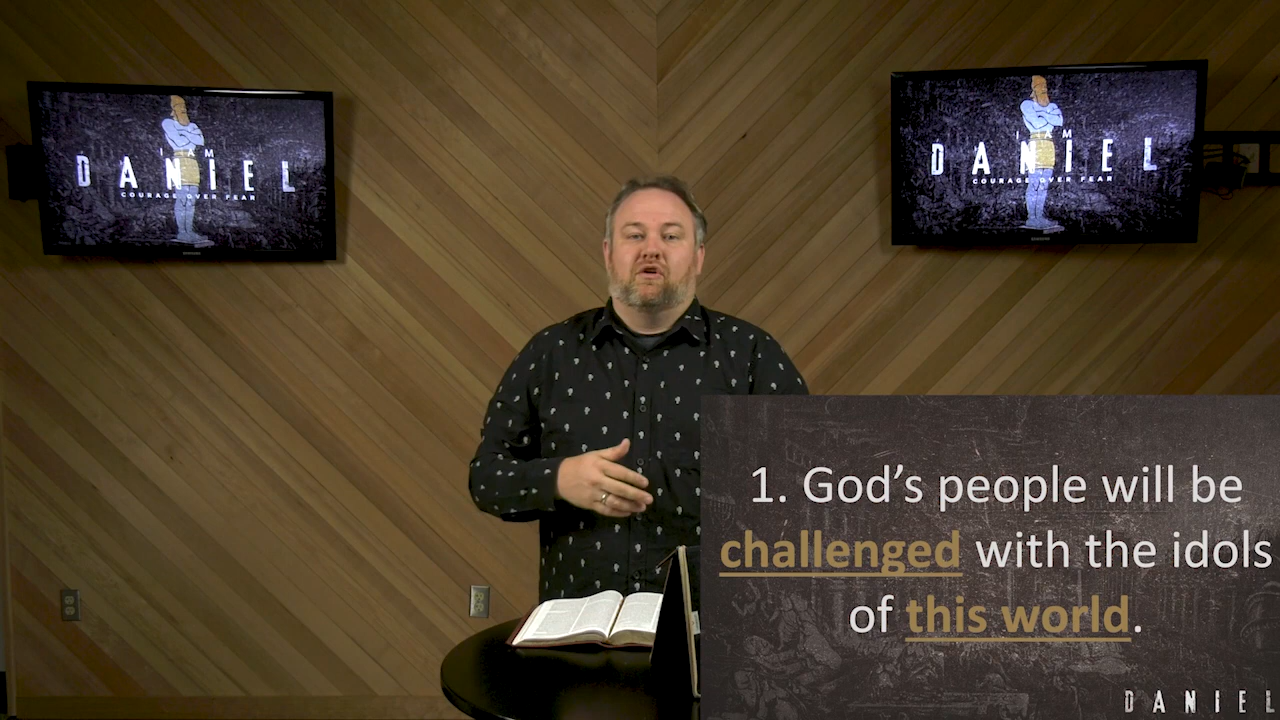 I AM
DANIEL
COURAGE OVER FEAR
I AM
DANIEL
COURAGE OVER FEAR
SAMSUNG
1. God’s people will be
challenged with the idols
of this world.
DANIEL